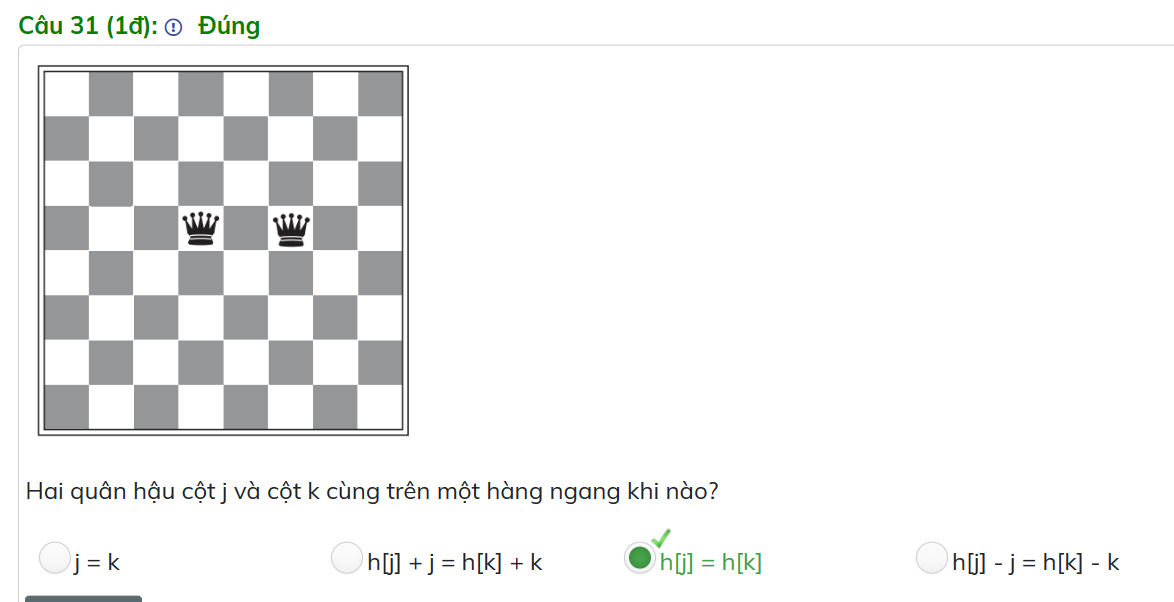 Câu 31 (1đ): Đúng
Hai quân hậu cột j và cột k cùng trên một hàng ngang khi nào?
j = k h[j] + j = h[k] + k h[j] = h[k] h[j] - j = h[k] - k